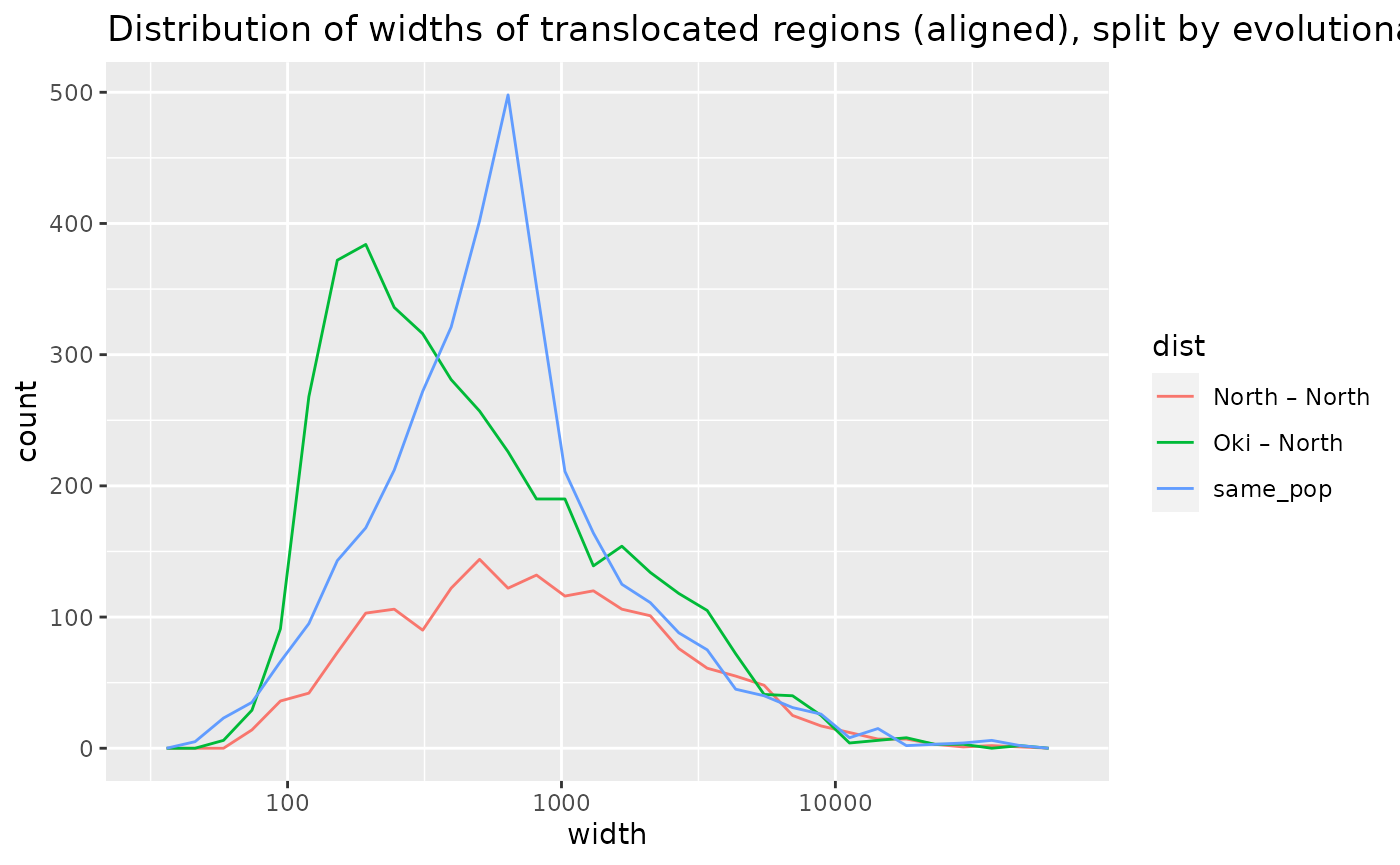 Distribution of widths of translocated regions (aligned), split by
500
400
300
200
100
0
count
100 1000 10000
width
dist
North – North
Oki – North
same_pop